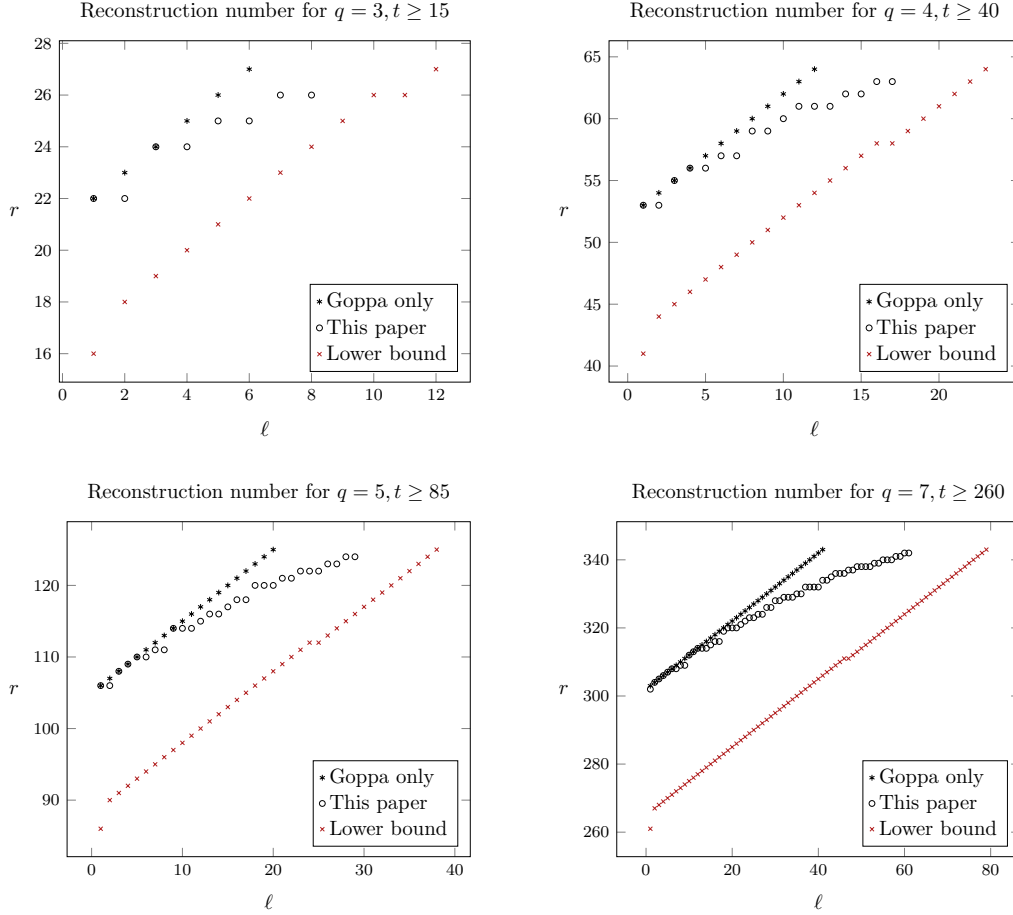 Reconstruction number for q = 3, t ≥ 15
28
26
24
22
20
18
16
r
0 2 4 6 8 10 12
ℓ
Goppa only
This paper
Lower bound
Reconstruction number for q = 4, t ≥ 40
65
60
55
50
45
40
r
0 5 10 15 20
ℓ
Goppa only
This paper
Lower bound
Reconstruction number for q = 5, t ≥ 85
120
110
100
90
r
0 10 20 30 40
ℓ
Goppa only
This paper
Lower bound
Reconstruction number for q = 7, t ≥ 260
340
320
300
280
260
r
0 20 40 60 80
ℓ
Goppa only
This paper
Lower bound